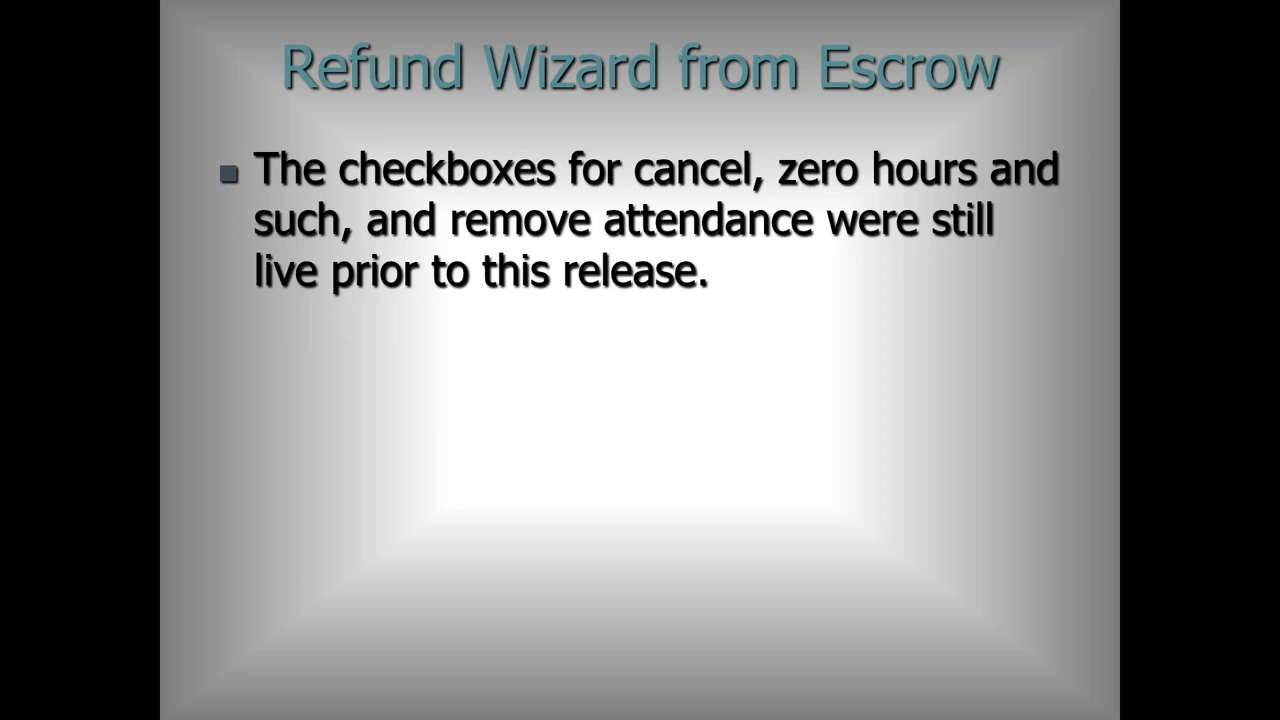 Refund Wizard from Escrow
The checkboxes for cancel, zero hours and
such, and remove attendance were still
live prior to this release.